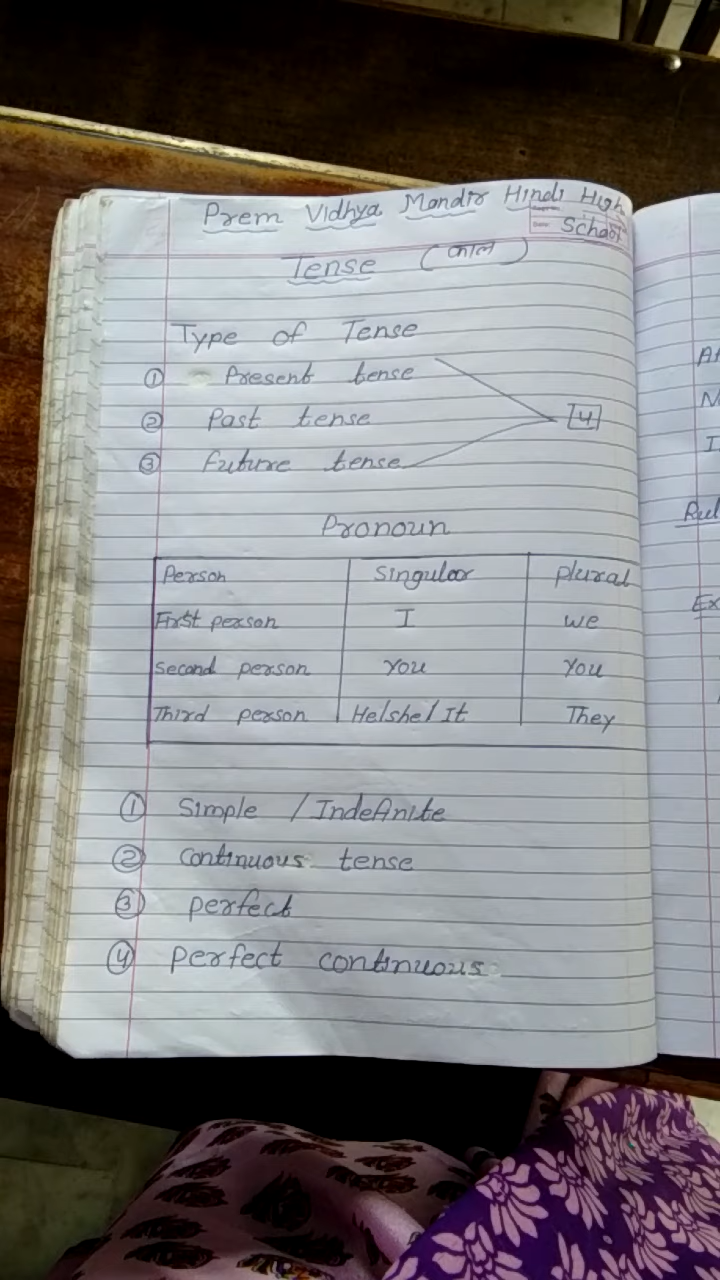 Prem Vidhya Mandir Hindi High
School
Tense (काल)
Type of Tense
① Present tense
② Past tense
4
③ future tense
Pronoun
Person Singular Plural
First person I we
Second person You You
Third person He/she/It They
① Simple / Indefinite
② Continuous tense
③ perfect
④ perfect continuous